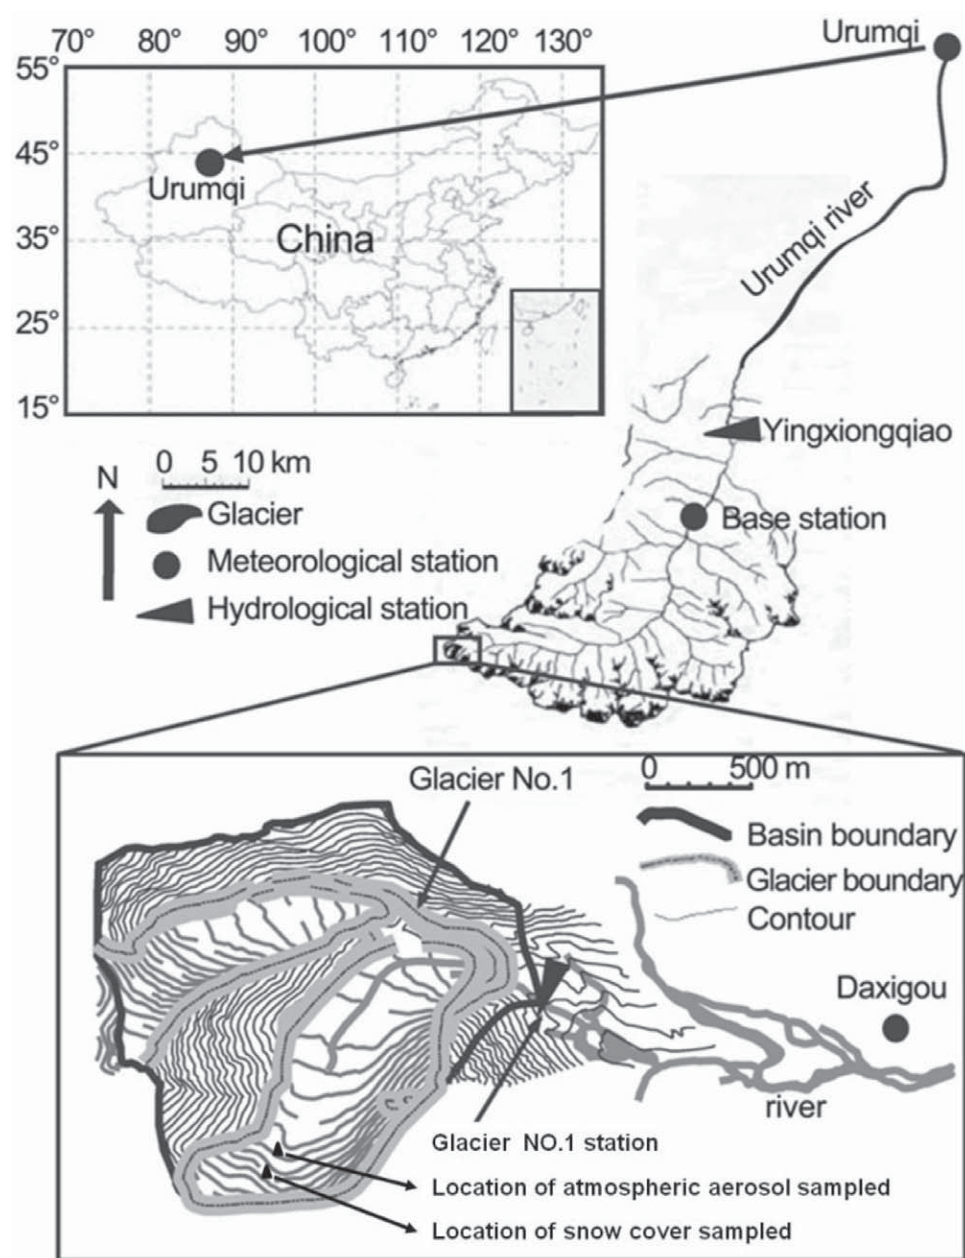 Urumqi
70° 80° 90° 100° 110° 120° 130°
55°
45°
Urumqi
China
35°
25°
15°
Urumqi river
Yingxiongqiao
Base station
N
0 5 10 km
Glacier
Meteorological station
Hydrological station
Glacier No.1
0 500 m
Basin boundary
Glacier boundary
Contour
Daxigou
river
Glacier NO.1 station
Location of atmospheric aerosol sampled
Location of snow cover sampled